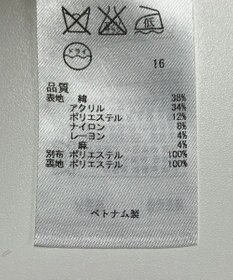 低
ドライ
16
品質
表地 綿 38%
アクリル 34%
ポリエステル 12%
ナイロン 8%
レーヨン 4%
麻 4%
別布 ポリエステル 100%
裏地 ポリエステル 100%
ベトナム製